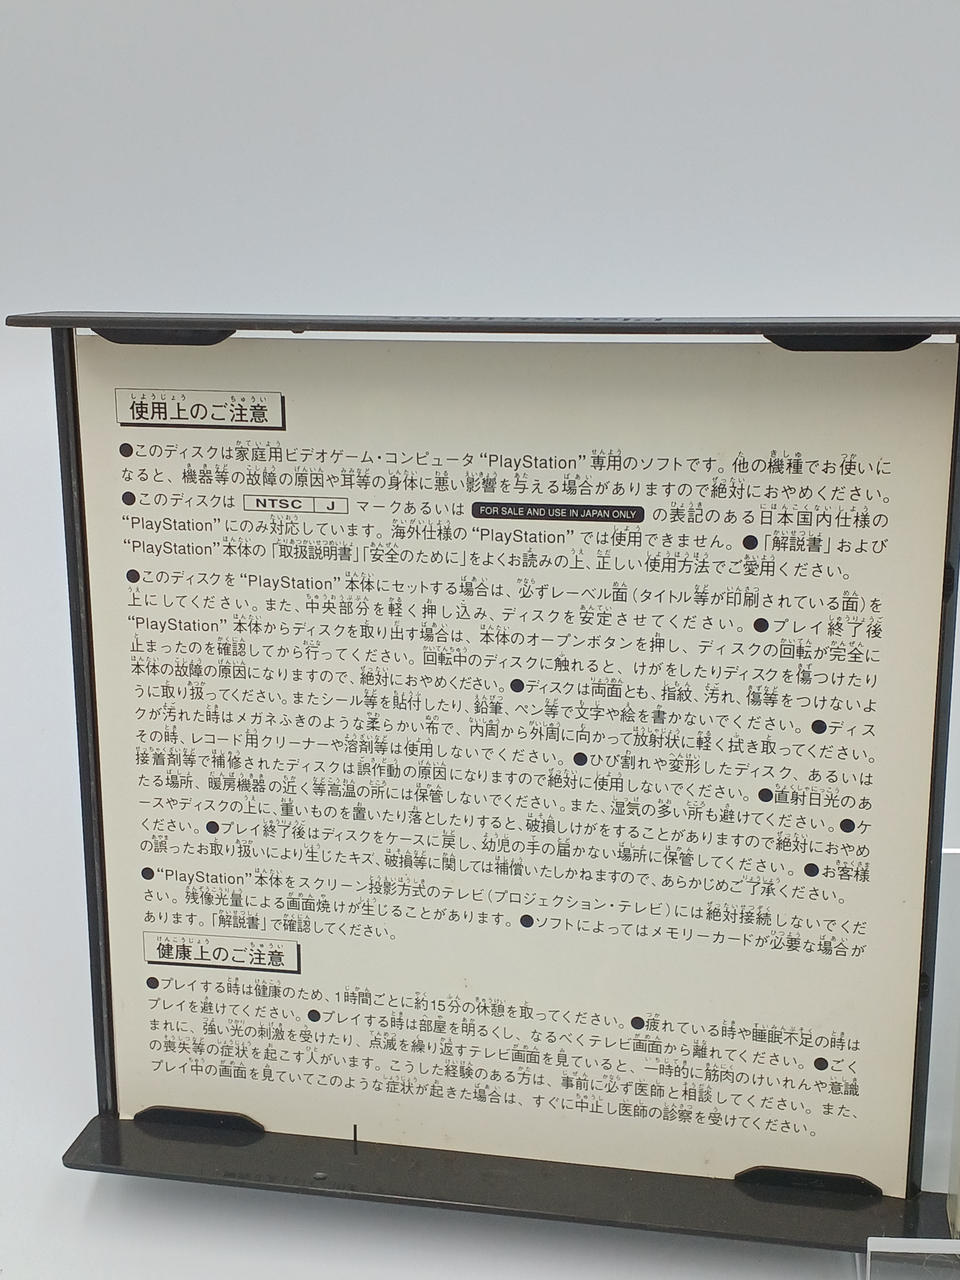 使用上のご注意
●このディスクは家庭用ビデオゲーム・コンピュータ“PlayStation”専用のソフトです。他の機種でお使いに
なると、機器等の故障の原因や耳等の身体に悪い影響を与える場合がありますので絶対におやめください。
●このディスクは NTSC J マークあるいは FOR SALE AND USE IN JAPAN ONLY の表記のある日本国内仕様の
“PlayStation”にのみ対応しています。海外仕様の“PlayStation”では使用できません。●「解説書」および
“PlayStation”本体の「取扱説明書」「安全のために」をよくお読みの上、正しい使用方法でご愛用ください。
●このディスクを“PlayStation”本体にセットする場合は、必ずレーベル面(タイトル等が印刷されている面)を
上にしてください。また、中央部分を軽く押し込み、ディスクを安定させてください。●プレイ終了後
“PlayStation”本体からディスクを取り出す場合は、本体のオープンボタンを押し、ディスクの回転が完全に
止まったのを確認してから行ってください。回転中のディスクに触れると、けがをしたりディスクを傷つけたり
本体の故障の原因になりますので、絶対におやめください。●ディスクは両面とも、指紋、汚れ、傷等をつけないよ
うに取り扱ってください。またシール等を貼付したり、鉛筆、ペン等で文字や絵を書かないでください。●ディス
クが汚れた時はメガネふきのような柔らかい布で、内周から外周に向かって放射状に軽く拭き取ってください。
その時、レコード用クリーナーや溶剤等は使用しないでください。●ひび割れや変形したディスク、あるいは
接着剤等で補修されたディスクは誤作動の原因になりますので絶対に使用しないでください。●直射日光のあ
たる場所、暖房機器の近く等高温の所には保管しないでください。また、湿気の多い所も避けてください。●ケ
ースやディスクの上に、重いものを置いたり落としたりすると、破損しけがをすることがありますので絶対におやめ
ください。●プレイ終了後はディスクをケースに戻し、幼児の手の届かない場所に保管してください。●お客様
の誤ったお取り扱いにより生じたキズ、破損等に関しては補償いたしかねますので、あらかじめご了承ください。
●“PlayStation”本体をスクリーン投影方式のテレビ(プロジェクション・テレビ)には絶対接続しないでくだ
さい。残像光量による画面焼けが生じることがあります。●ソフトによってはメモリーカードが必要な場合が
あります。「解説書」で確認してください。
健康上のご注意
●プレイする時は健康のため、1時間ごとに約15分の休憩を取ってください。●疲れている時や睡眠不足の時は
プレイを避けてください。●プレイする時は部屋を明るくし、なるべくテレビ画面から離れてください。●ごく
まれに、強い光の刺激を受けたり、点滅を繰り返すテレビ画面を見ていると、一時的に筋肉のけいれんや意識
の喪失等の症状を起こす人がいます。こうした経験のある方は、事前に必ず医師と相談してください。また、
プレイ中の画面を見ていてこのような症状が起きた場合は、すぐに中止し医師の診察を受けてください。